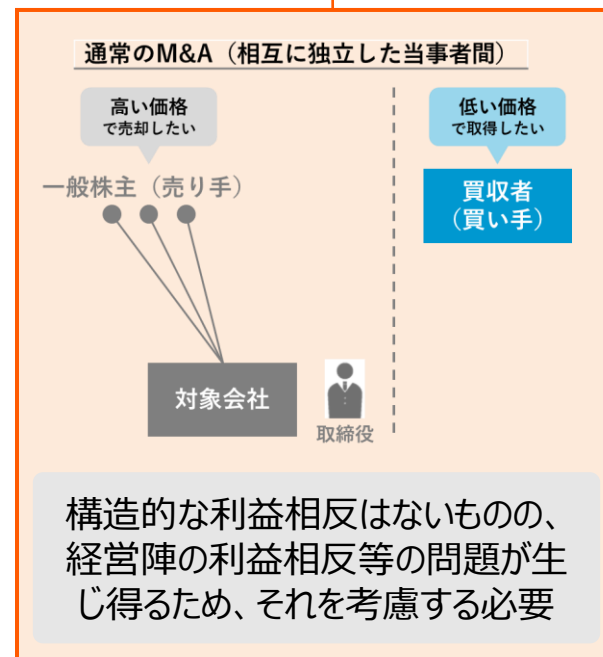 通常のM&A（相互に独立した当事者間）
高い価格
で売却したい
低い価格
で取得したい
一般株主（売り手）
買収者
（買い手）
対象会社
取締役
構造的な利益相反はないものの、
経営陣の利益相反等の問題が生
じ得るため、それを考慮する必要